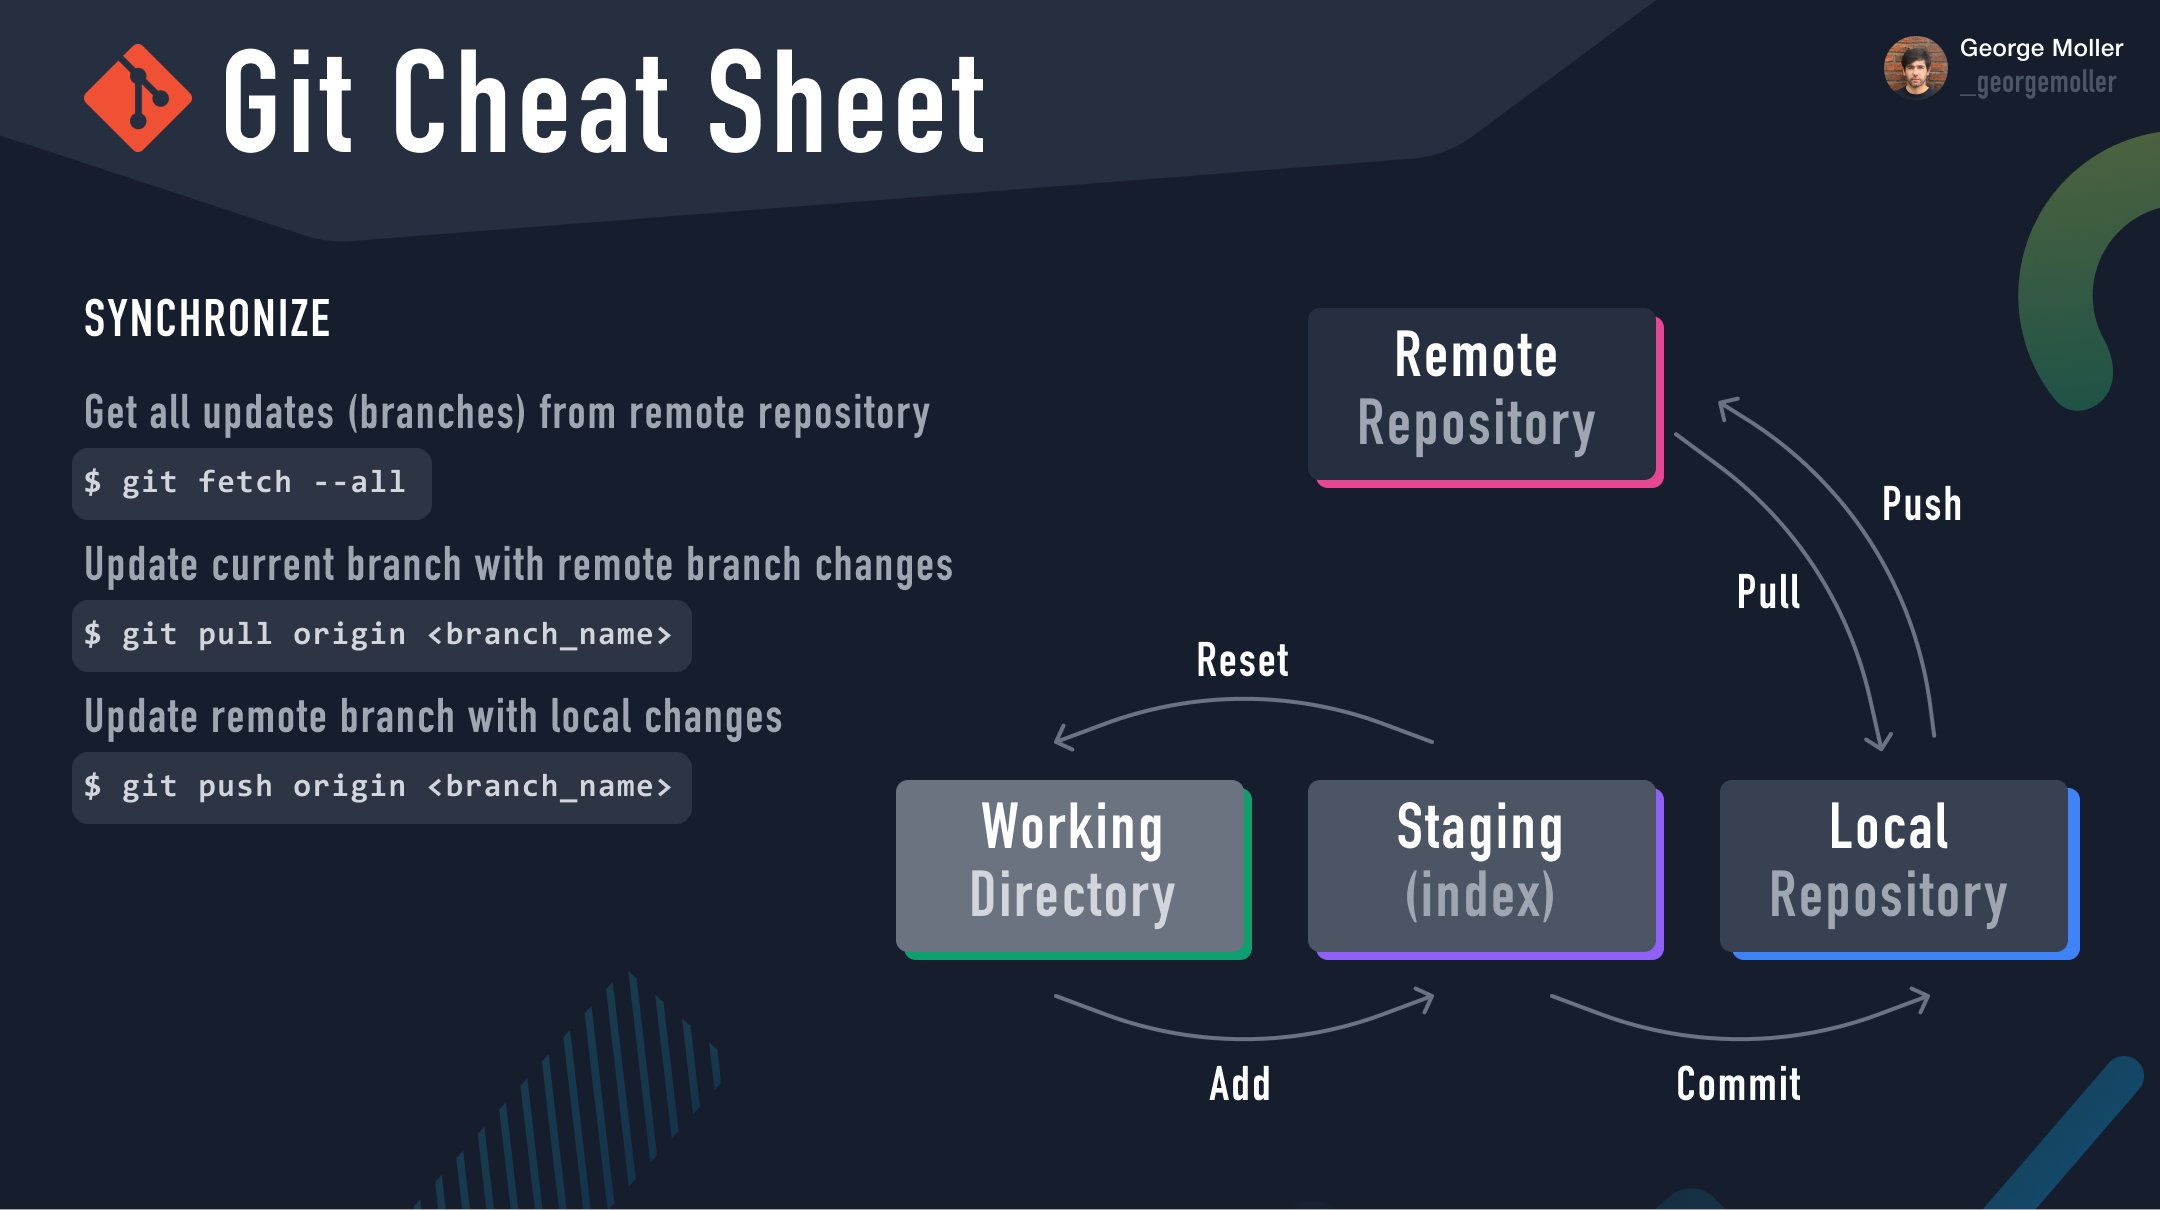 Git Cheat Sheet
George Moller
_georgemoller
SYNCHRONIZE
Get all updates (branches) from remote repository
$ git fetch --all
Update current branch with remote branch changes
$ git pull origin <branch_name>
Update remote branch with local changes
$ git push origin <branch_name>
Remote
Repository
Push
Pull
Reset
Working
Directory
Staging
(index)
Local
Repository
Add
Commit